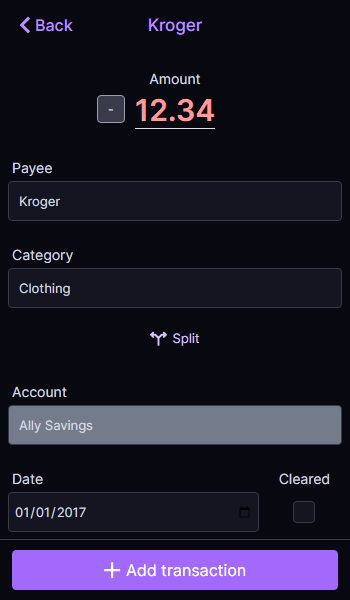 Back
Kroger
Amount
-
12.34
Payee
Kroger
Category
Clothing
Split
Account
Ally Savings
Date
Cleared
01/01/2017
Add transaction